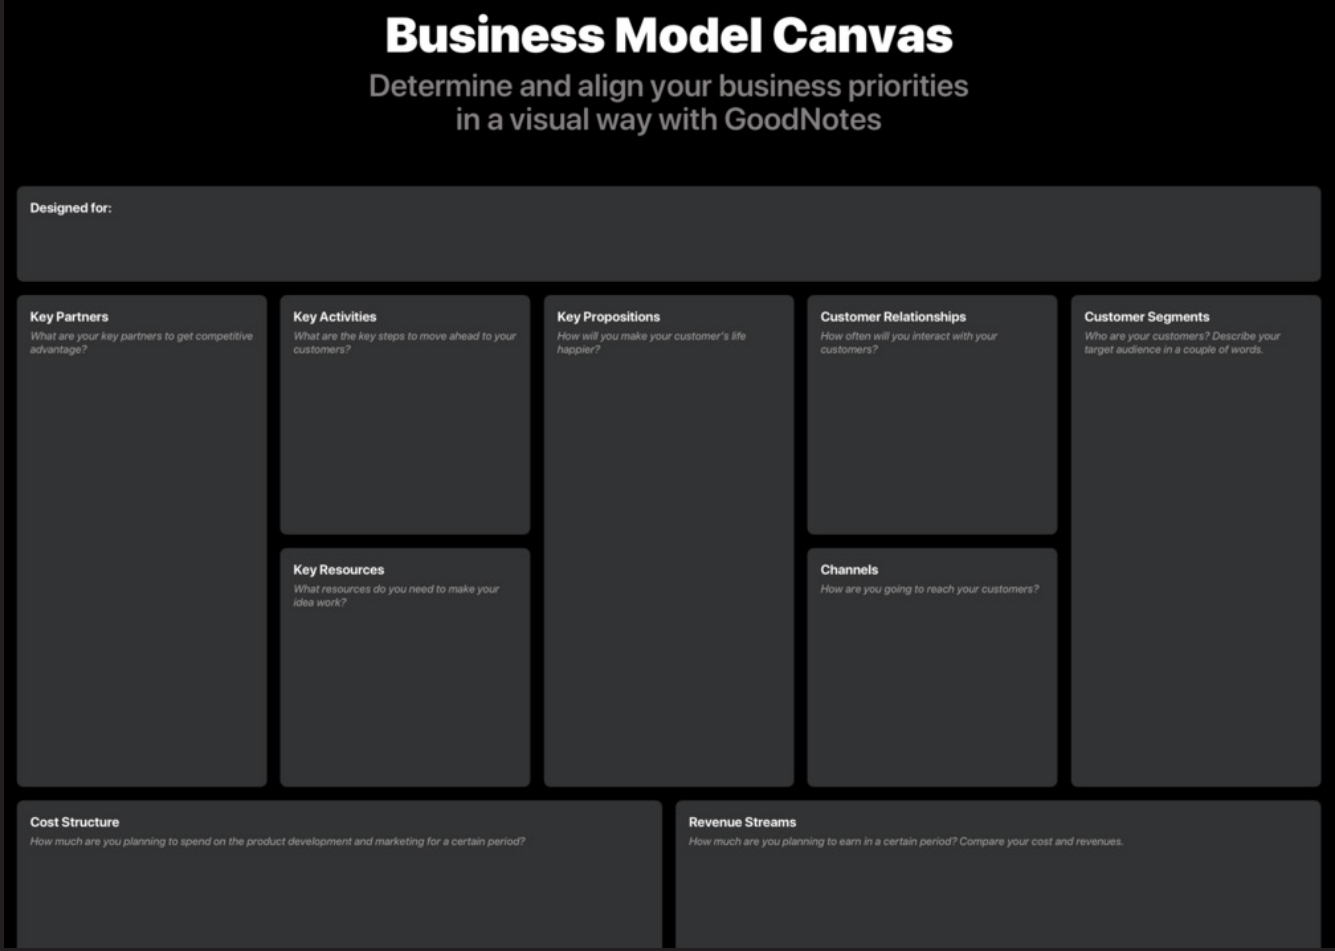 Business Model Canvas
Determine and align your business priorities
in a visual way with GoodNotes
Designed for:
Key Partners
What are your key partners to get competitive
advantage?
Key Activities
What are the key steps to move ahead to your
customers?
Key Resources
What resources do you need to make your
idea work?
Key Propositions
How will you make your customer's life
happier?
Customer Relationships
How often will you interact with your
customers?
Channels
How are you going to reach your customers?
Customer Segments
Who are your customers? Describe your
target audience in a couple of words.
Cost Structure
How much are you planning to spend on the product development and marketing for a certain period?
Revenue Streams
How much are you planning to earn in a certain period? Compare your cost and revenues.